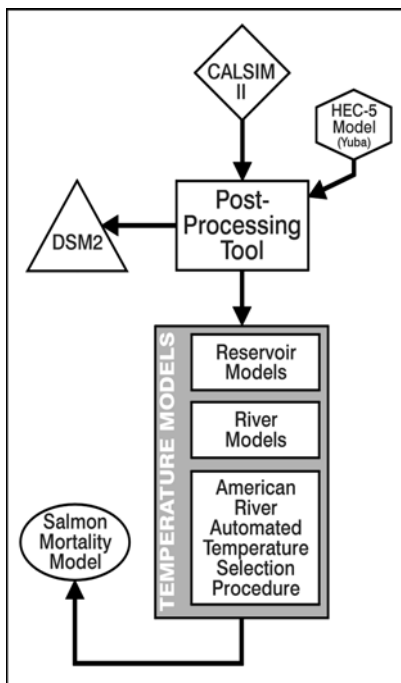 CALSIM
II
HEC-5
Model
(Yuba)
Post-
Processing
Tool
DSM2
TEMPERATURE MODELS
Reservoir
Models
River
Models
American
River
Automated
Temperature
Selection
Procedure
Salmon
Mortality
Model